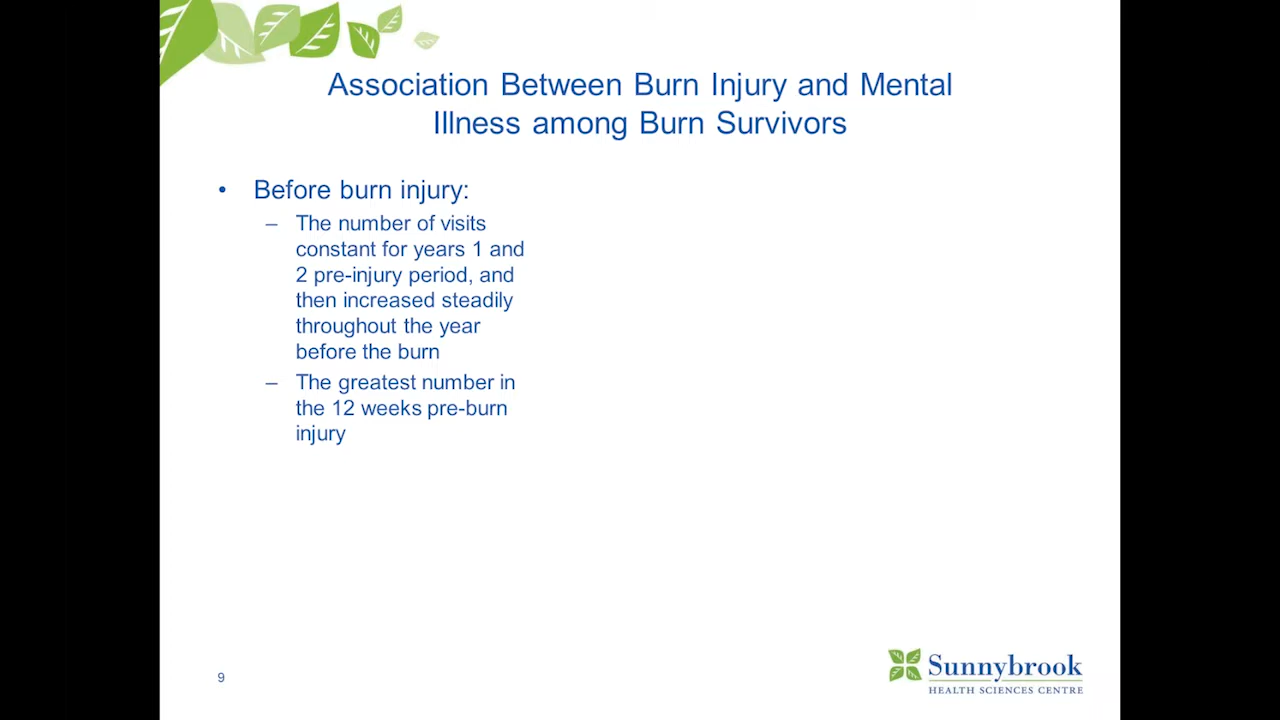 Association Between Burn Injury and Mental
Illness among Burn Survivors
• Before burn injury:
– The number of visits
constant for years 1 and
2 pre-injury period, and
then increased steadily
throughout the year
before the burn
– The greatest number in
the 12 weeks pre-burn
injury
9
Sunnybrook
HEALTH SCIENCES CENTRE